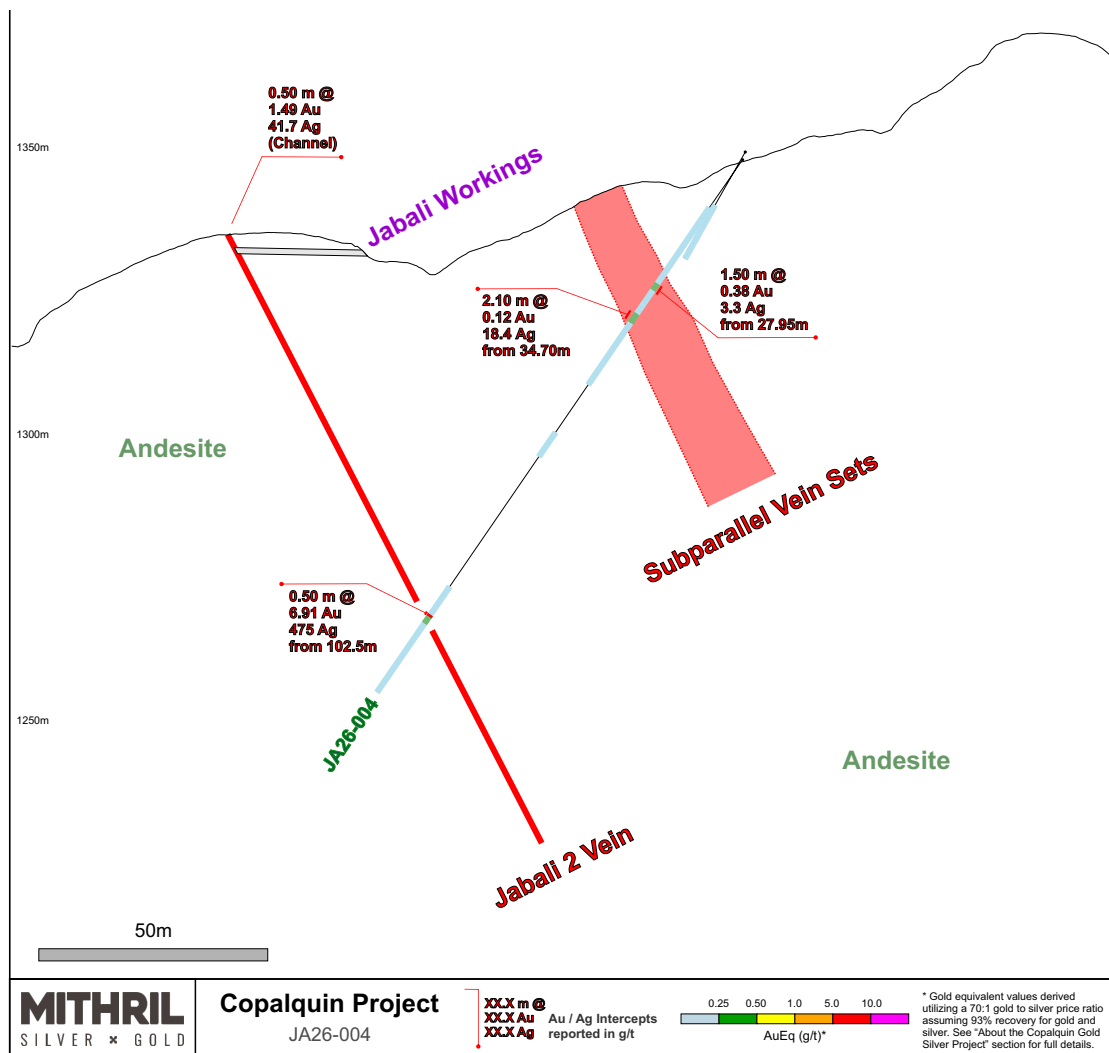 0.50 m @
1.49 Au
41.7 Ag
(Channel)
1350m
Jabali Workings
2.10 m @
0.12 Au
18.4 Ag
from 34.70m
1.50 m @
0.38 Au
3.3 Ag
from 27.95m
1300m
Andesite
Subparallel Vein Sets
0.50 m @
6.91 Au
475 Ag
from 102.5m
1250m
JA26-004
Andesite
Jabali 2 Vein
50m
MITHRIL
SILVER × GOLD
Copalquin Project
JA26-004
XX.X m @
XX.X Au
XX.X Ag
Au / Ag Intercepts
reported in g/t
0.25 0.50 1.0 5.0 10.0
AuEq (g/t)*
* Gold equivalent values derived
utilizing a 70:1 gold to silver price ratio
assuming 93% recovery for gold and
silver. See "About the Copalquin Gold
Silver Project" section for full details.